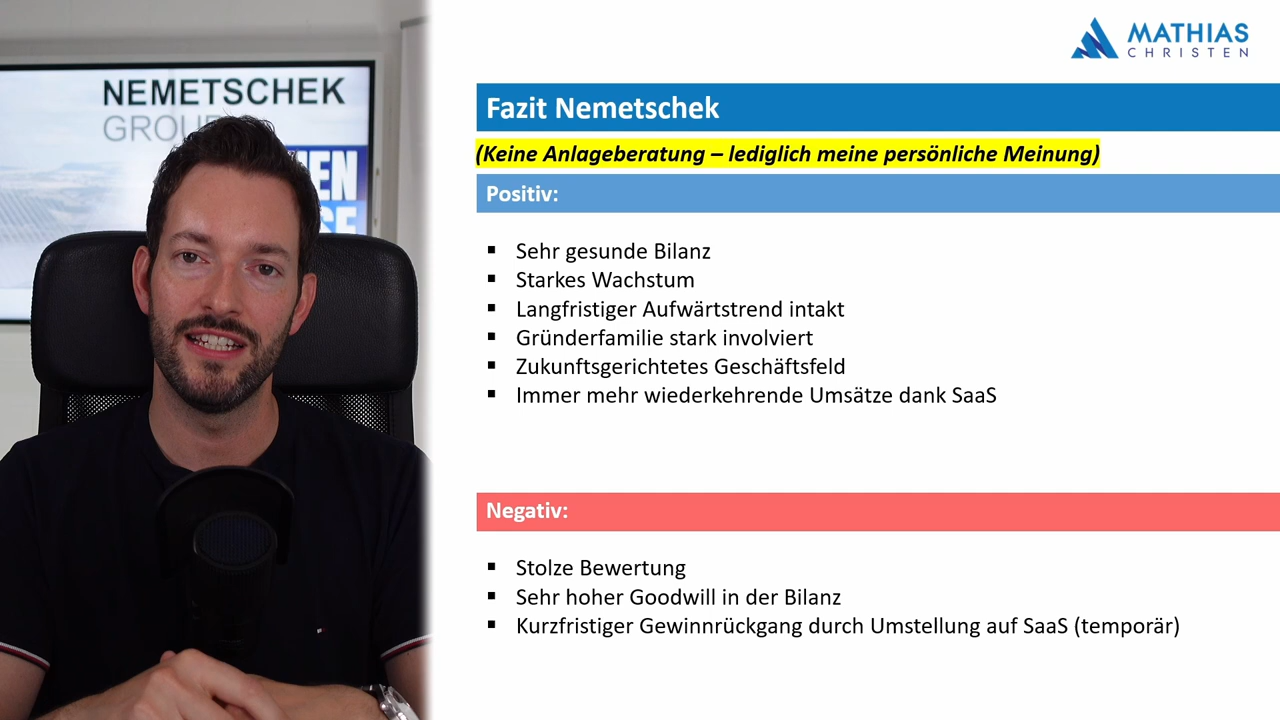 MATHIAS
CHRISTEN
NEMETSCHEK
GROU
EN
SE
Fazit Nemetschek
(Keine Anlageberatung – lediglich meine persönliche Meinung)
Positiv:
▪ Sehr gesunde Bilanz
▪ Starkes Wachstum
▪ Langfristiger Aufwärtstrend intakt
▪ Gründerfamilie stark involviert
▪ Zukunftsgerichtetes Geschäftsfeld
▪ Immer mehr wiederkehrende Umsätze dank SaaS
Negativ:
▪ Stolze Bewertung
▪ Sehr hoher Goodwill in der Bilanz
▪ Kurzfristiger Gewinnrückgang durch Umstellung auf SaaS (temporär)